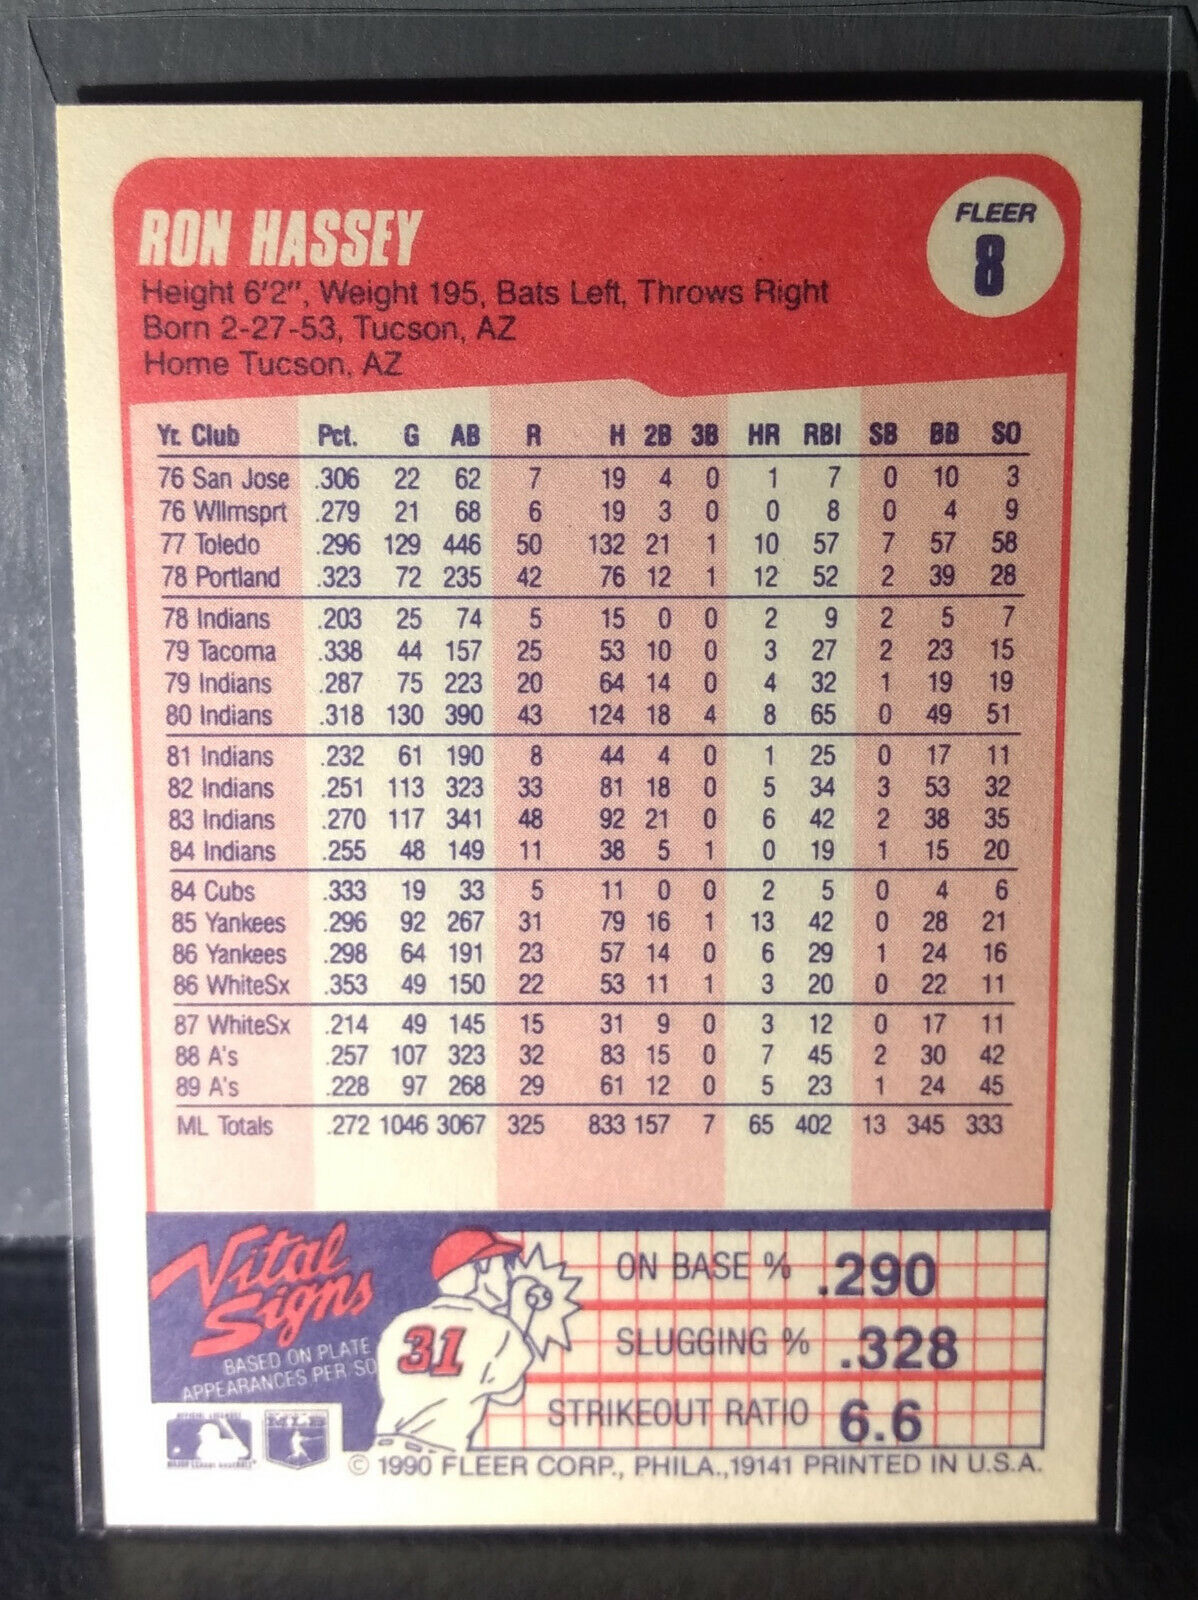 RON HASSEY
FLEER
8
Height 6'2", Weight 195, Bats Left, Throws Right
Born 2-27-53, Tucson, AZ
Home Tucson, AZ
Yr. Club Pct. G AB R H 2B 3B HR RBI SB BB SO
76 San Jose .306 22 62 7 19 4 0 1 7 0 10 3
76 Wllmsprt .279 21 68 6 19 3 0 0 8 0 4 9
77 Toledo .296 129 446 50 132 21 1 10 57 7 57 58
78 Portland .323 72 235 42 76 12 1 12 52 2 39 28
78 Indians .203 25 74 5 15 0 0 2 9 2 5 7
79 Tacoma .338 44 157 25 53 10 0 3 27 2 23 15
79 Indians .287 75 223 20 64 14 0 4 32 1 19 19
80 Indians .318 130 390 43 124 18 4 8 65 0 49 51
81 Indians .232 61 190 8 44 4 0 1 25 0 17 11
82 Indians .251 113 323 33 81 18 0 5 34 3 53 32
83 Indians .270 117 341 48 92 21 0 6 42 2 38 35
84 Indians .255 48 149 11 38 5 1 0 19 1 15 20
84 Cubs .333 19 33 5 11 0 0 2 5 0 4 6
85 Yankees .296 92 267 31 79 16 1 13 42 0 28 21
86 Yankees .298 64 191 23 57 14 0 6 29 1 24 16
86 WhiteSx .353 49 150 22 53 11 1 3 20 0 22 11
87 WhiteSx .214 49 145 15 31 9 0 3 12 0 17 11
88 A's .257 107 323 32 83 15 0 7 45 2 30 42
89 A's .228 97 268 29 61 12 0 5 23 1 24 45
ML Totals .272 1046 3067 325 833 157 7 65 402 13 345 333
Vital
Signs
BASED ON PLATE
APPEARANCES PER SO
31
ON BASE % .290
SLUGGING % .328
STRIKEOUT RATIO 6.6
MLB
© 1990 FLEER CORP., PHILA., 19141 PRINTED IN U.S.A.